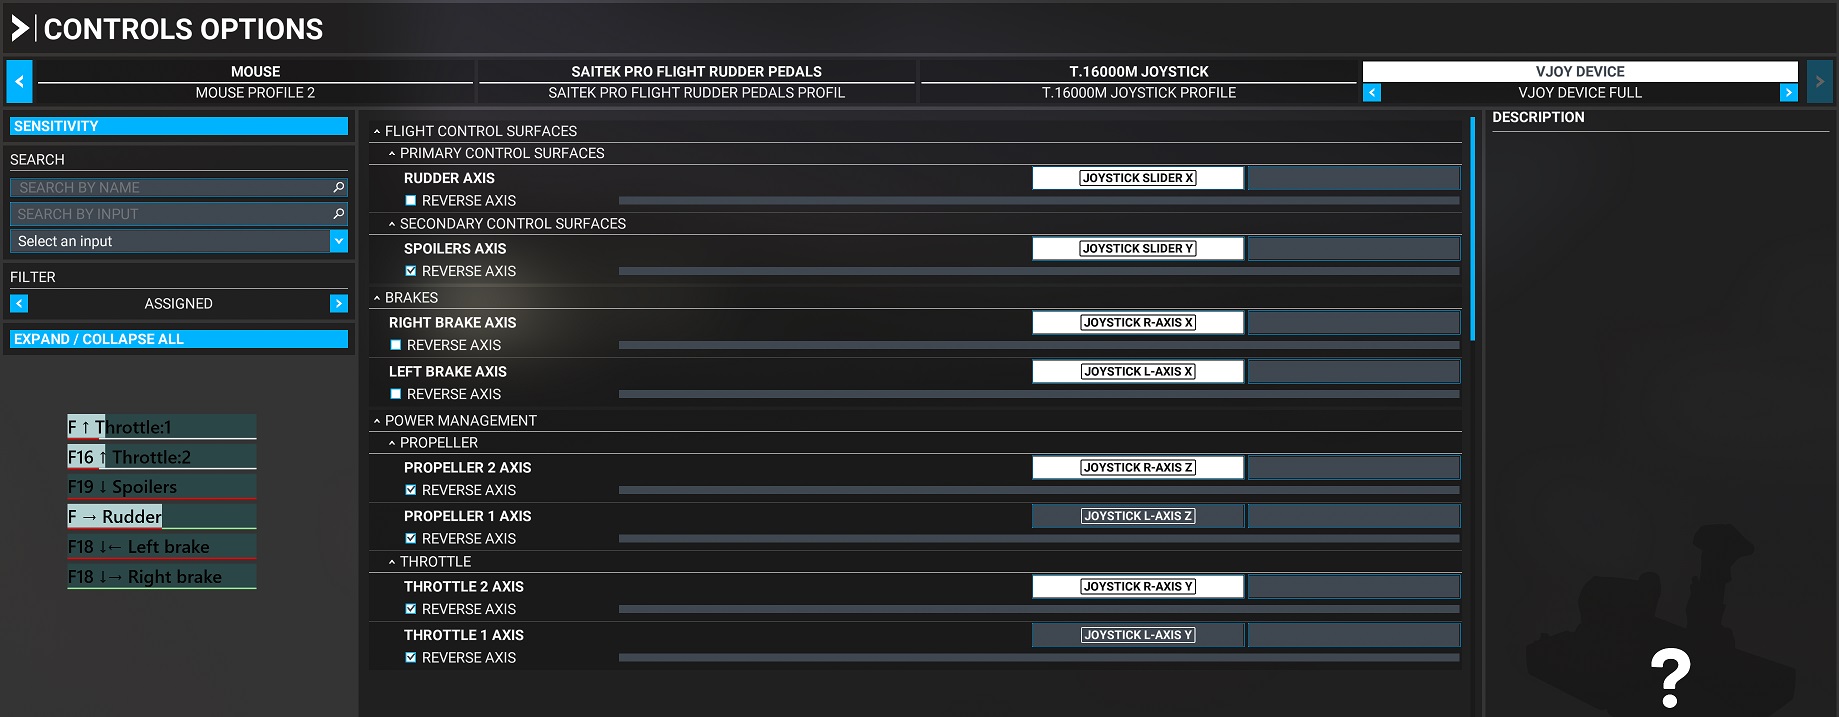 CONTROLS OPTIONS
MOUSE
MOUSE PROFILE 2
SAITEK PRO FLIGHT RUDDER PEDALS
SAITEK PRO FLIGHT RUDDER PEDALS PROFIL
T.16000M JOYSTICK
T.16000M JOYSTICK PROFILE
VJOY DEVICE
VJOY DEVICE FULL
SENSITIVITY
SEARCH
SEARCH BY NAME
SEARCH BY INPUT
Select an input
FILTER
ASSIGNED
EXPAND / COLLAPSE ALL
F ↑ Throttle:1
F16 ↑ Throttle:2
F19 ↓ Spoilers
F → Rudder
F18 ↓← Left brake
F18 ↓→ Right brake
FLIGHT CONTROL SURFACES
PRIMARY CONTROL SURFACES
RUDDER AXIS JOYSTICK SLIDER X
REVERSE AXIS
SECONDARY CONTROL SURFACES
SPOILERS AXIS JOYSTICK SLIDER Y
REVERSE AXIS
BRAKES
RIGHT BRAKE AXIS JOYSTICK R-AXIS X
REVERSE AXIS
LEFT BRAKE AXIS JOYSTICK L-AXIS X
REVERSE AXIS
POWER MANAGEMENT
PROPELLER
PROPELLER 2 AXIS JOYSTICK R-AXIS Z
REVERSE AXIS
PROPELLER 1 AXIS JOYSTICK L-AXIS Z
REVERSE AXIS
THROTTLE
THROTTLE 2 AXIS JOYSTICK R-AXIS Y
REVERSE AXIS
THROTTLE 1 AXIS JOYSTICK L-AXIS Y
REVERSE AXIS
DESCRIPTION
?